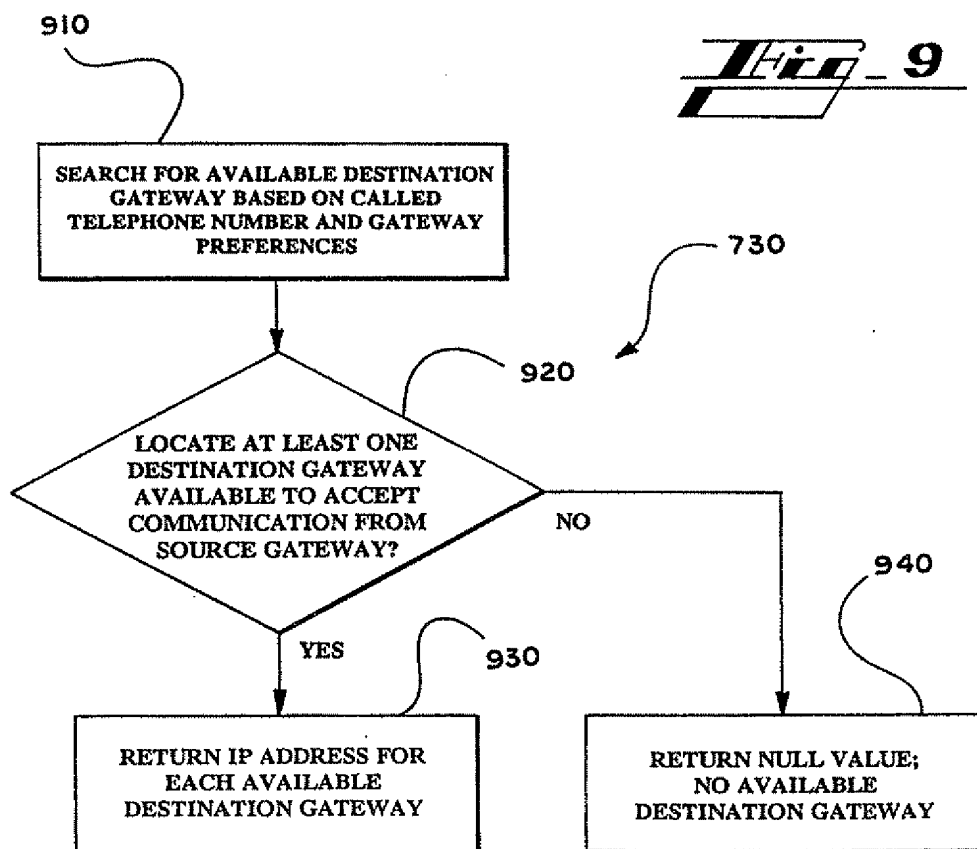 910
Fig_ 9
SEARCH FOR AVAILABLE DESTINATION
GATEWAY BASED ON CALLED
TELEPHONE NUMBER AND GATEWAY
PREFERENCES
730
920
LOCATE AT LEAST ONE
DESTINATION GATEWAY
AVAILABLE TO ACCEPT
COMMUNICATION FROM
SOURCE GATEWAY?
NO
940
YES
930
RETURN IP ADDRESS FOR
EACH AVAILABLE
DESTINATION GATEWAY
RETURN NULL VALUE;
NO AVAILABLE
DESTINATION GATEWAY